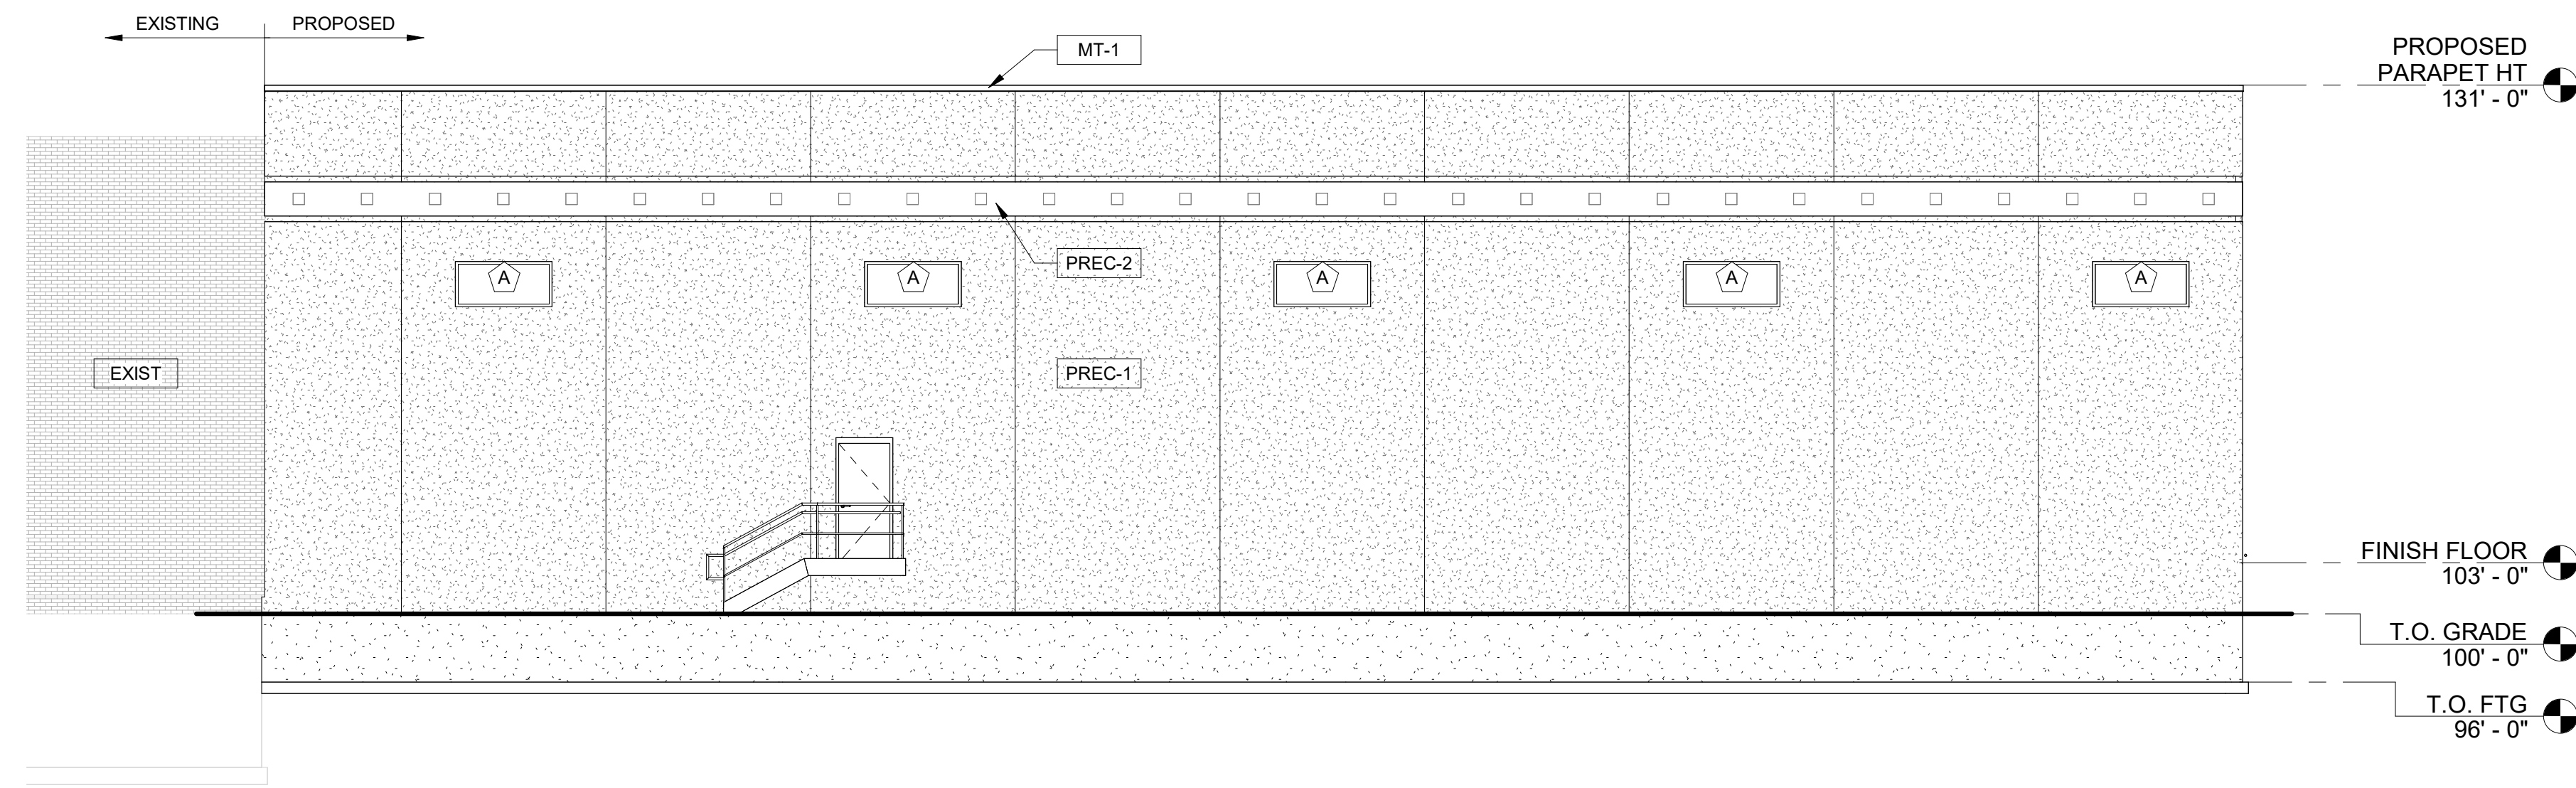 EXISTING
PROPOSED
MT-1
PROPOSED
PARAPET HT
131' - 0"
PREC-2
A
A
A
A
A
EXIST
PREC-1
FINISH FLOOR
103' - 0"
T.O. GRADE
100' - 0"
T.O. FTG
96' - 0"